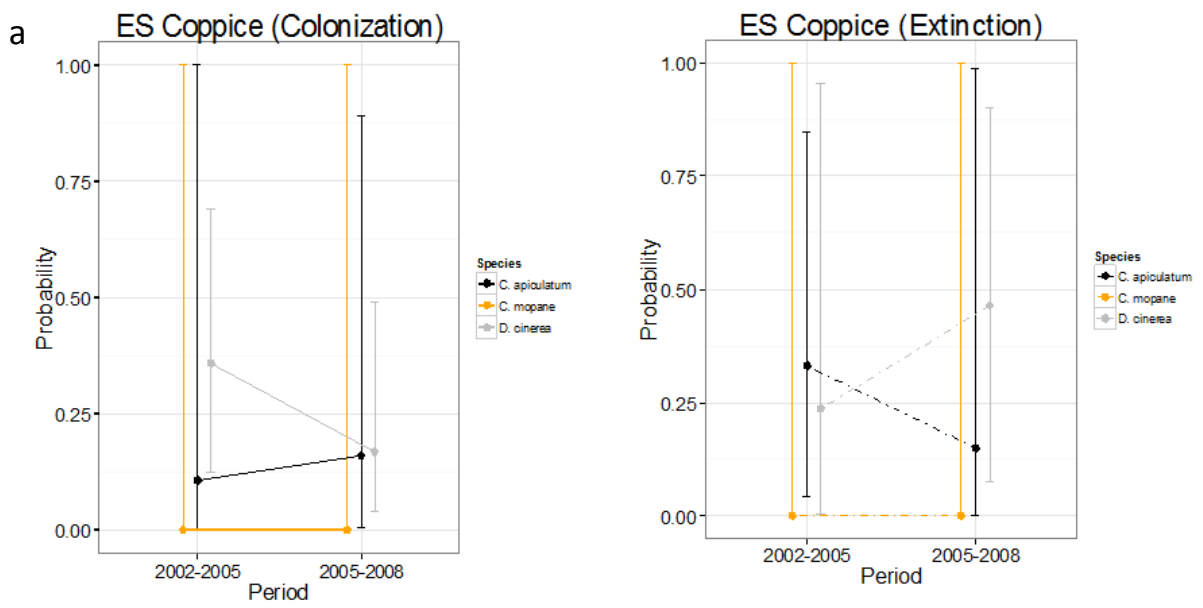 a
ES Coppice (Colonization)
1.00
0.75
0.50
0.25
0.00
Probability
2002-2005 2005-2008
Period
Species
C. apiculatum
C. mopane
D. cinerea
ES Coppice (Extinction)
1.00
0.75
0.50
0.25
0.00
Probability
2002-2005 2005-2008
Period
Species
C. apiculatum
C. mopane
D. cinerea